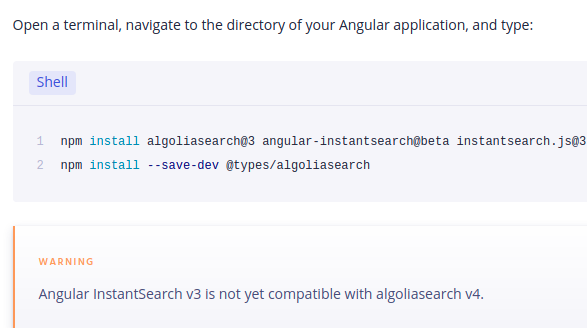 Open a terminal, navigate to the directory of your Angular application, and type:
Shell
1 npm install algoliasearch@3 angular-instantsearch@beta instantsearch.js@3
2 npm install --save-dev @types/algoliasearch
WARNING
Angular InstantSearch v3 is not yet compatible with algoliasearch v4.